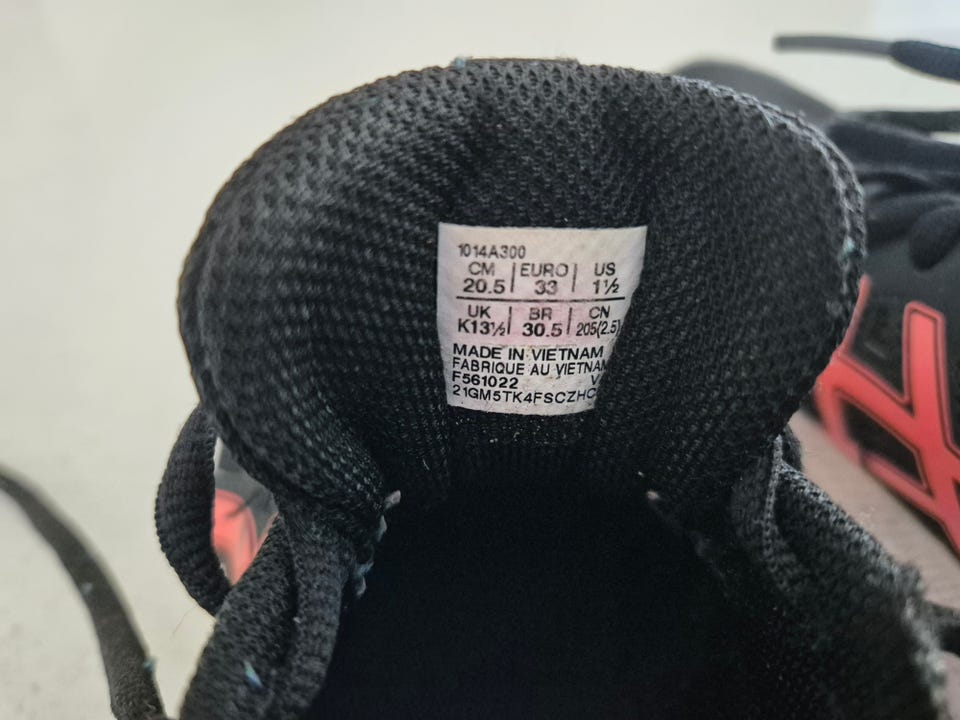 1014A300
CM EURO US
20.5 33 1½
UK BR CN
K13½ 30.5 205(2.5)
MADE IN VIETNAM
FABRIQUE AU VIETNAM
F561022 V
21GM5TK4FSCZHC